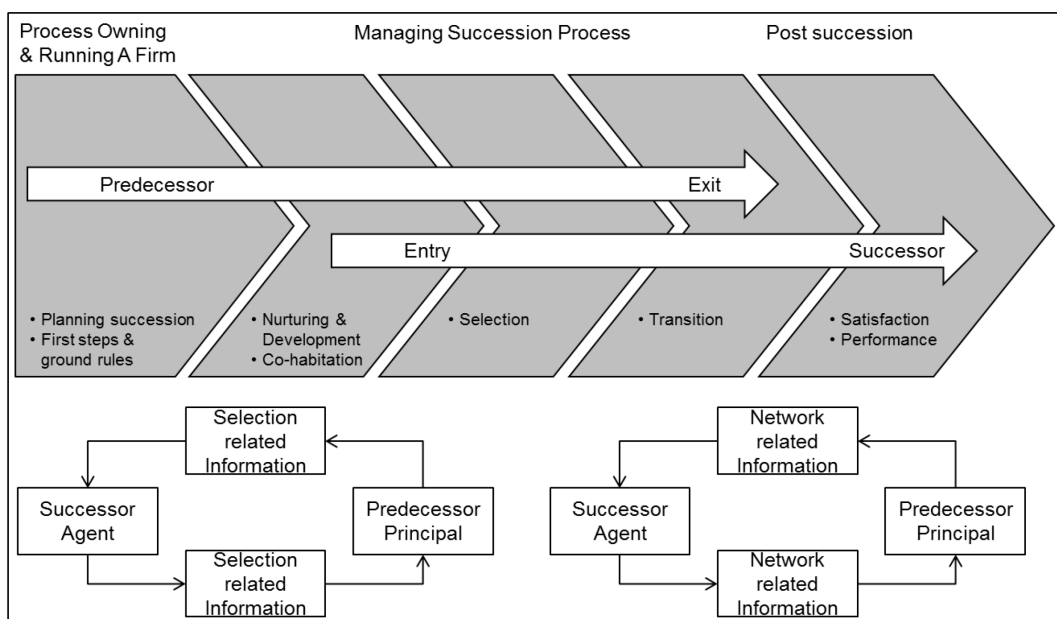 Process Owning
& Running A Firm
Managing Succession Process
Post succession
Predecessor
Exit
Entry
Successor
• Planning succession
• First steps &
ground rules
• Nurturing &
Development
• Co-habitation
• Selection
• Transition
• Satisfaction
• Performance
Selection
related
Information
Successor
Agent
Predecessor
Principal
Selection
related
Information
Network
related
Information
Successor
Agent
Predecessor
Principal
Network
related
Information